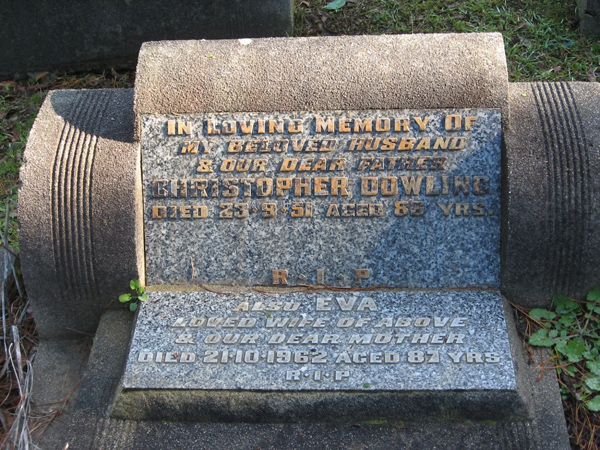 IN LOVING MEMORY OF
MY BELOVED HUSBAND
& OUR DEAR FATHER
CHRISTOPHER DOWLING
DIED 23·9·51 AGED 85 YRS.
R·I·P
ALSO EVA
LOVED WIFE OF ABOVE
& OUR DEAR MOTHER
DIED 21·10·1962 AGED 87 YRS
R·I·P